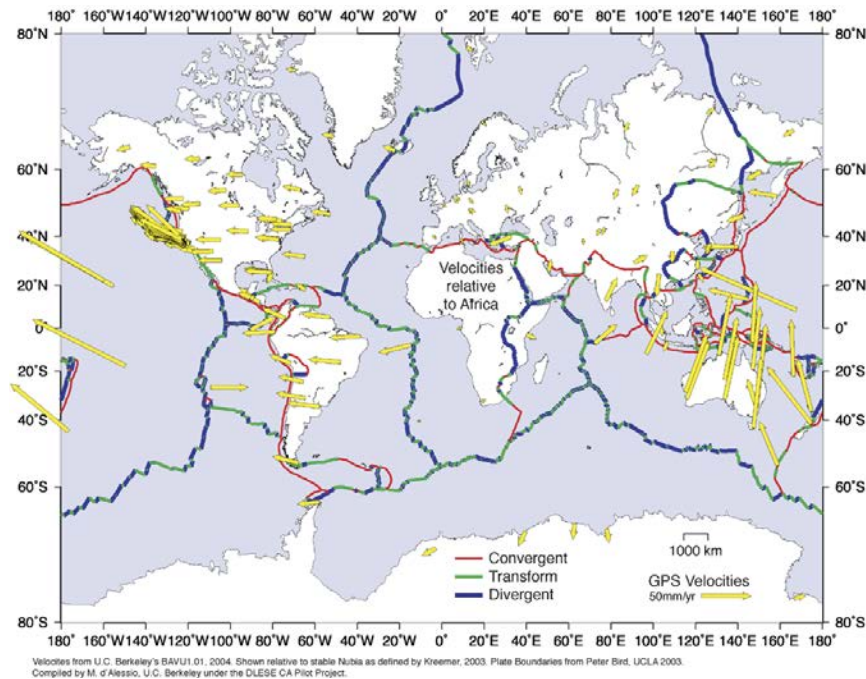 180° 160° 140° 120° 100° 80° 60° 40° 20° 0° 20°E 40°E 60°E 80°E 100°E 120°E 140°E 160°E 180°
80°N 80°N
60°N 60°N
40°N 40°N
20°N 20°N
Velocities
relative
to Africa
0° 0°
20°S 20°S
40°S 40°S
60°S 60°S
1000 km
Convergent
Transform
Divergent
GPS Velocities
50mm/yr
80°S 80°S
180° 160° 140° 120° 100° 80° 60° 40° 20° 0° 20°E 40°E 60°E 80°E 100°E 120°E 140°E 160°E 180°
Velocities from U.C. Berkeley's BAVU1.01, 2004. Shown relative to stable Nubia as defined by Kreemer, 2003. Plate Boundaries from Peter Bird, UCLA 2003.
Compiled by M. d'Alessio, U.C. Berkeley under the DLESE CA Pilot Project.